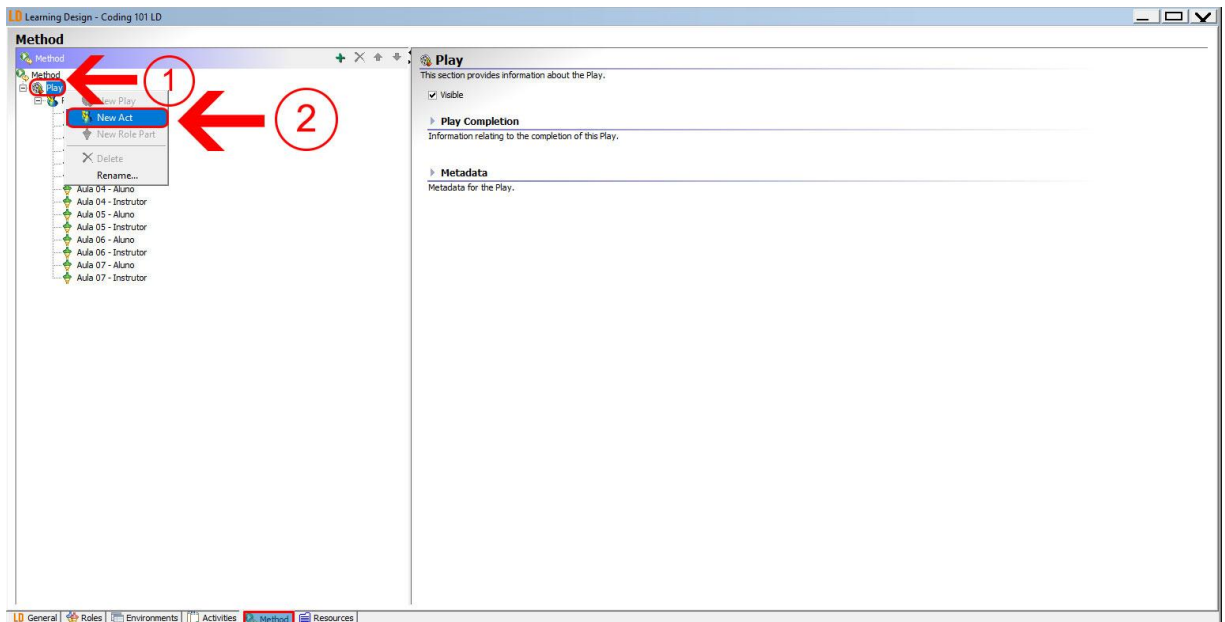 LD Learning Design - Coding 101 LD
Method
Method
Method
Play
1
New Play
New Act
2
New Role Part
Delete
Rename...
Aula 04 - Aluno
Aula 04 - Instrutor
Aula 05 - Aluno
Aula 05 - Instrutor
Aula 06 - Aluno
Aula 06 - Instrutor
Aula 07 - Aluno
Aula 07 - Instrutor
Play
This section provides information about the Play.
Visible
Play Completion
Information relating to the completion of this Play.
Metadata
Metadata for the Play.
LD General Roles Environments Activities Method Resources